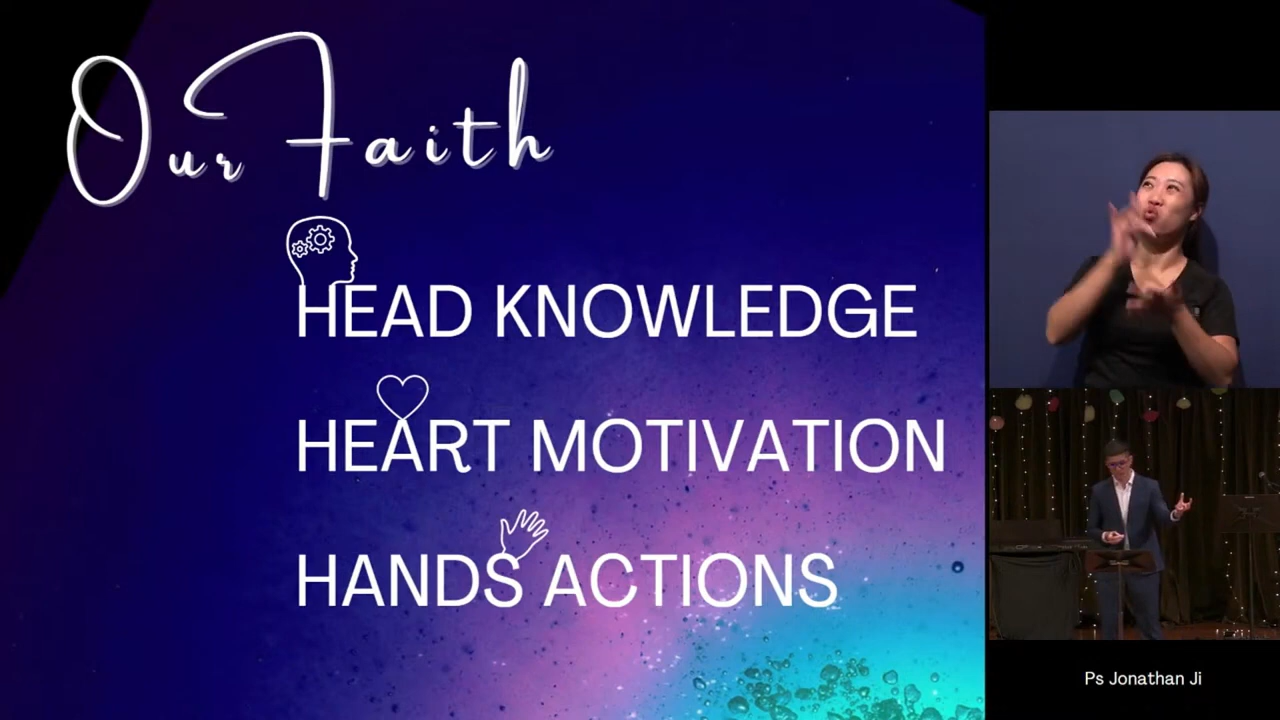 Our Faith
HEAD KNOWLEDGE
HEART MOTIVATION
HANDS ACTIONS
Ps Jonathan Ji